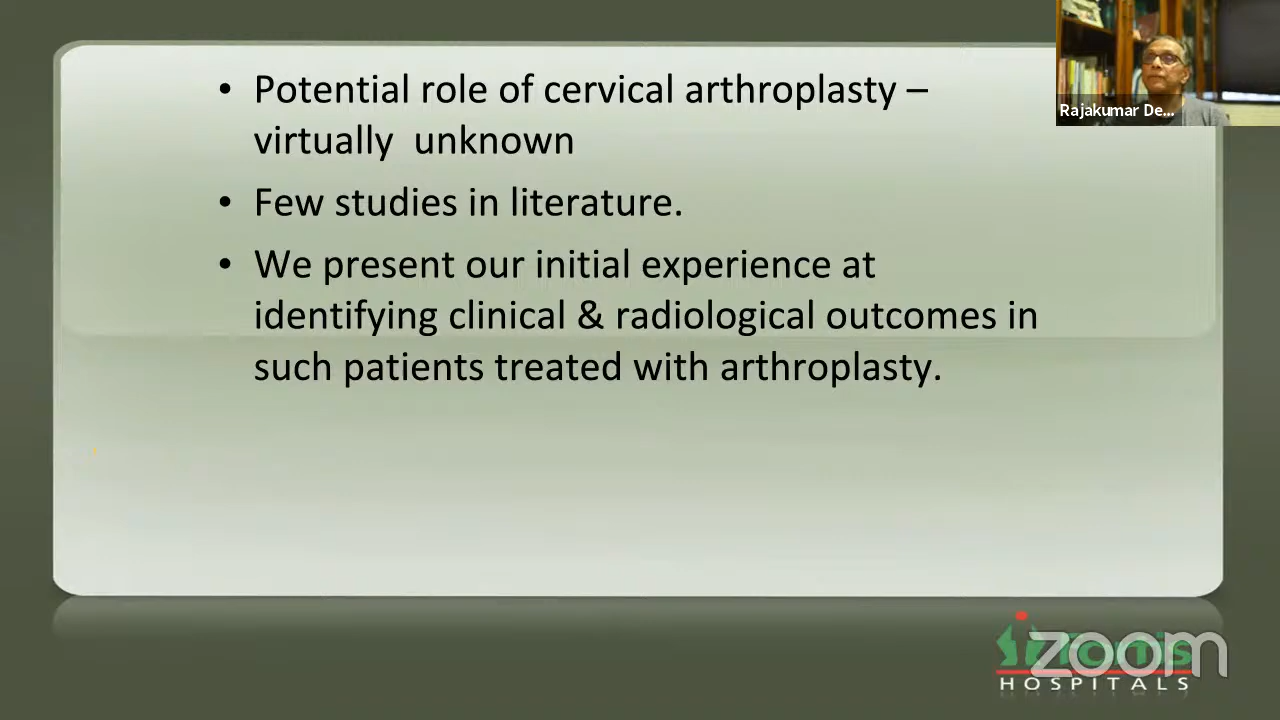 • Potential role of cervical arthroplasty –
virtually  unknown
• Few studies in literature.
• We present our initial experience at
identifying clinical & radiological outcomes in
such patients treated with arthroplasty.
Rajakumar De...
zoom
HOSPITALS